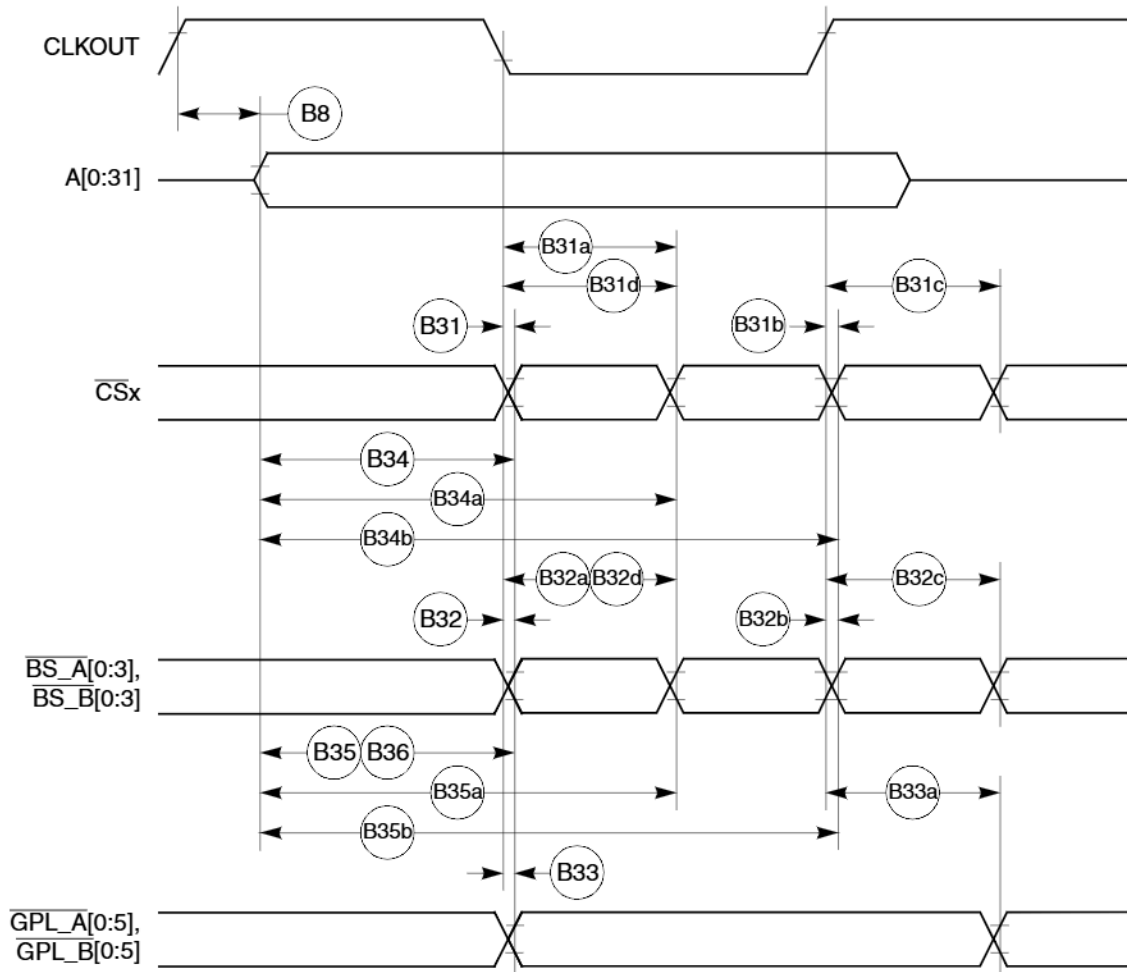 CLKOUT
B8
A[0:31]
B31a
B31d
B31c
B31
B31b
CSx
B34
B34a
B34b
B32a B32d
B32c
B32
B32b
BS_A[0:3],
BS_B[0:3]
B35 B36
B35a
B33a
B35b
B33
GPL_A[0:5],
GPL_B[0:5]